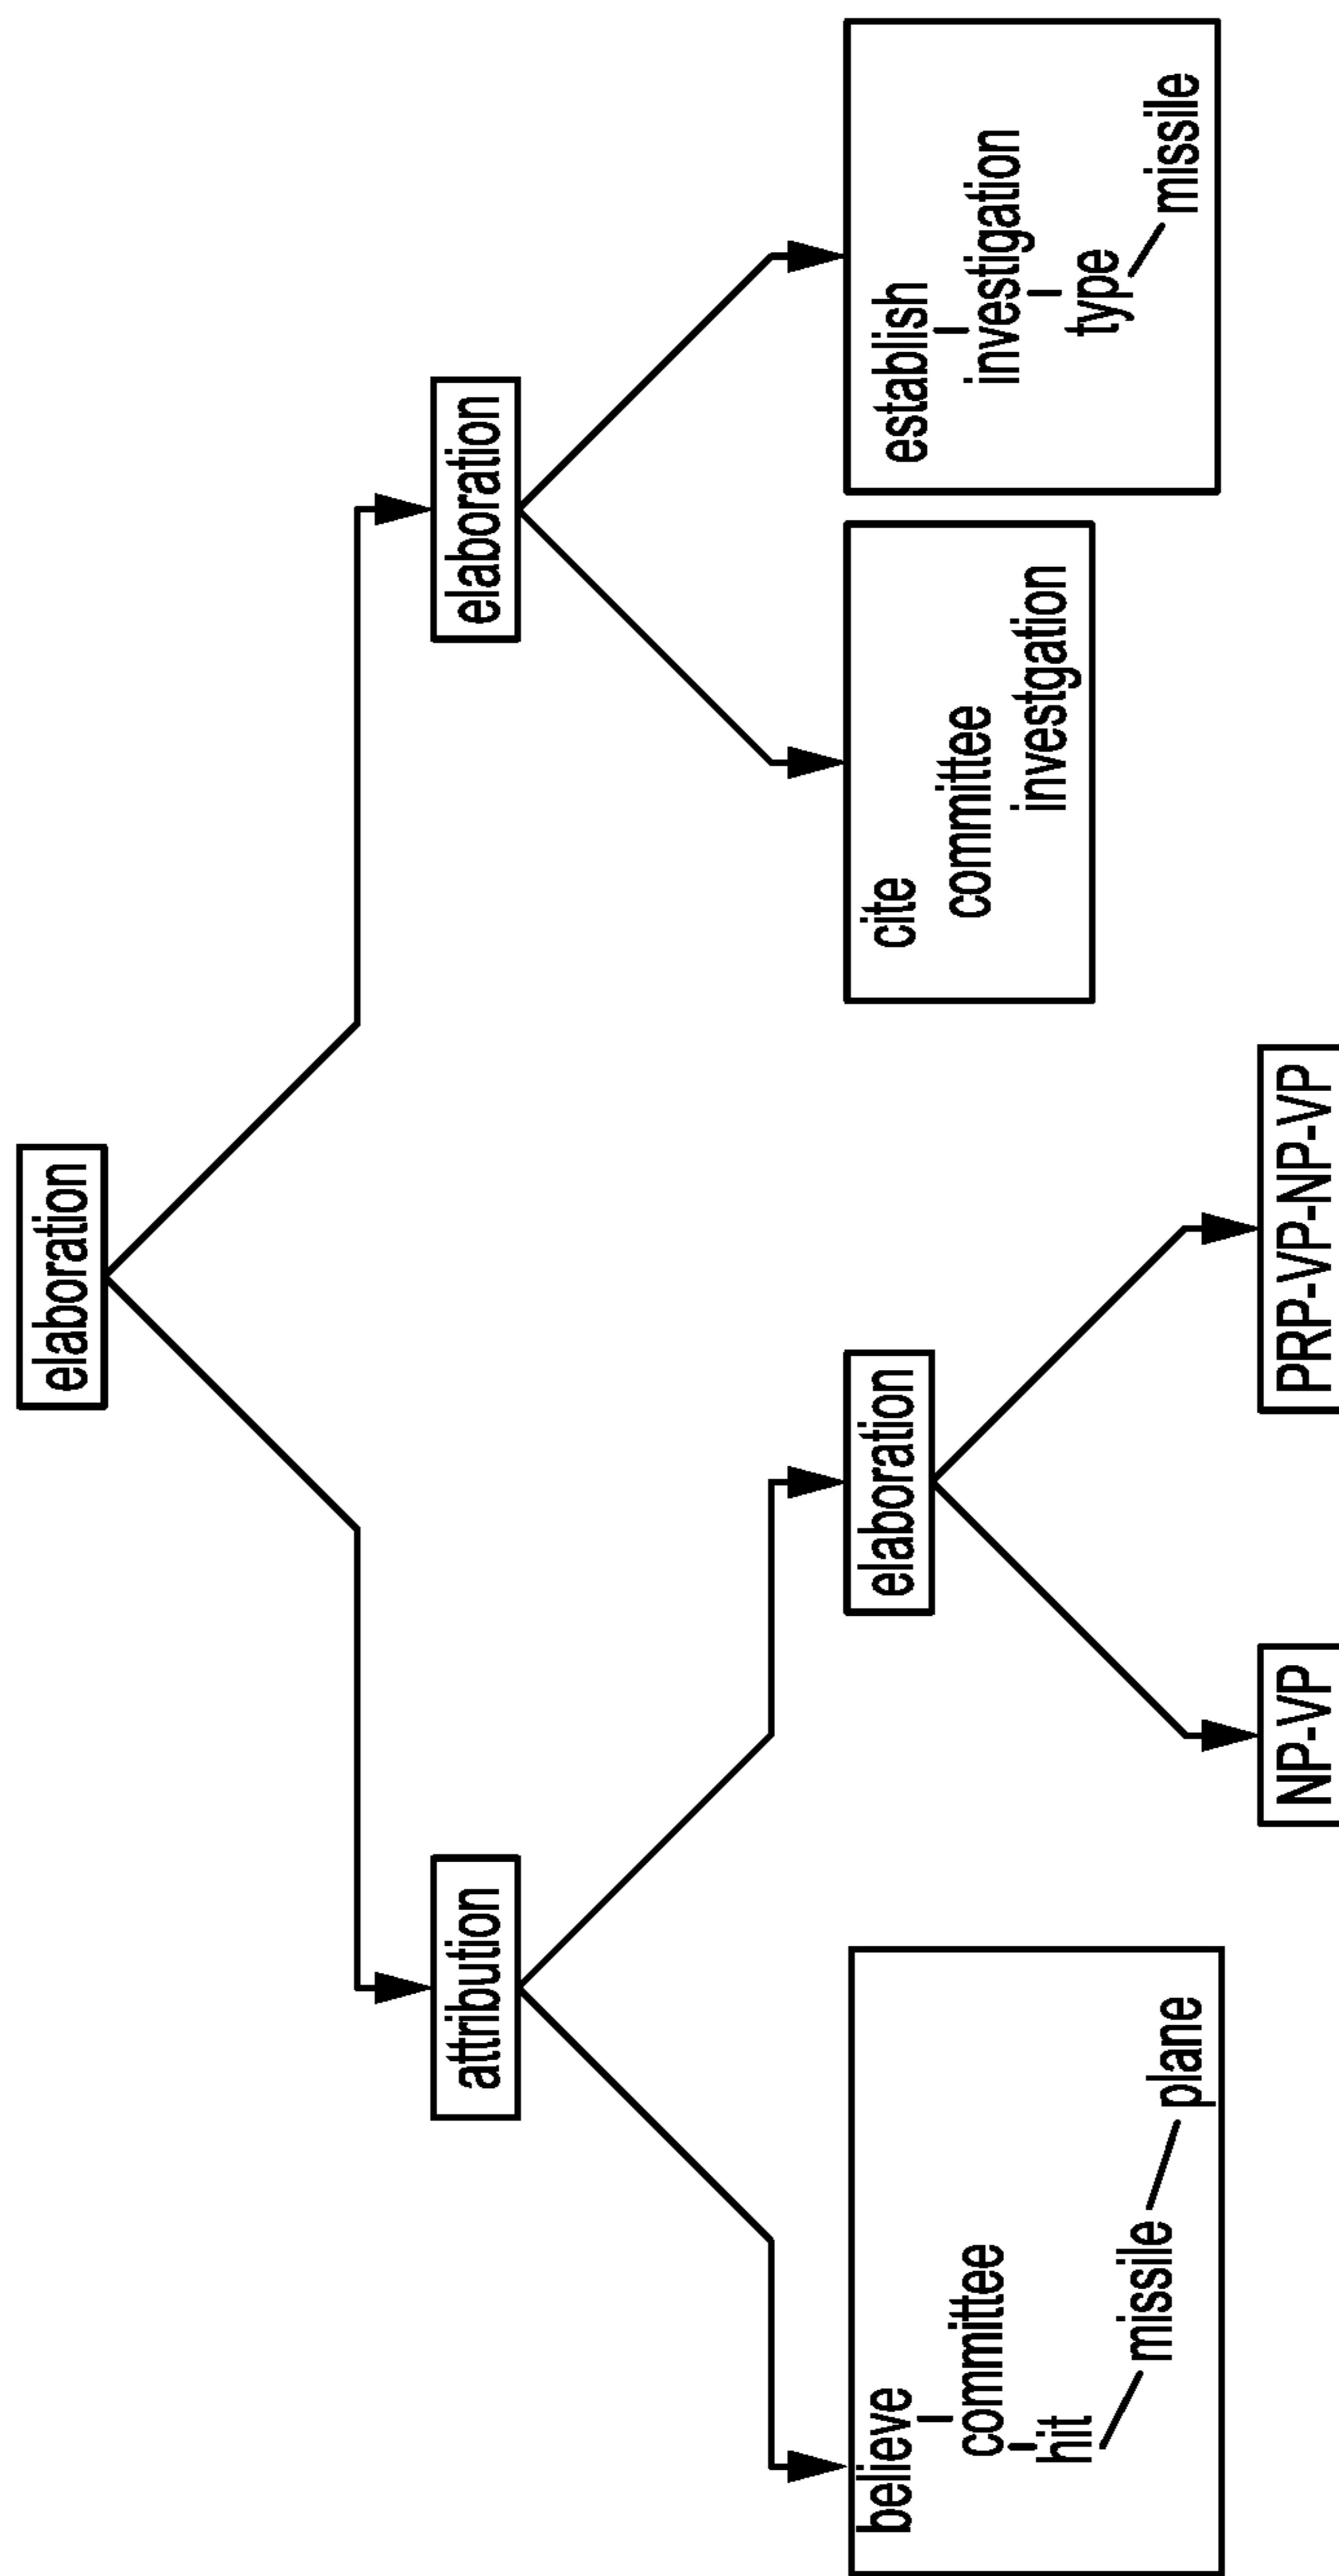 elaboration
attribution
elaboration
believe
committee
hit
missile
plane
elaboration
cite
committee
investgation
establish
investigation
type
missile
NP-VP
PRP-VP-NP-VP